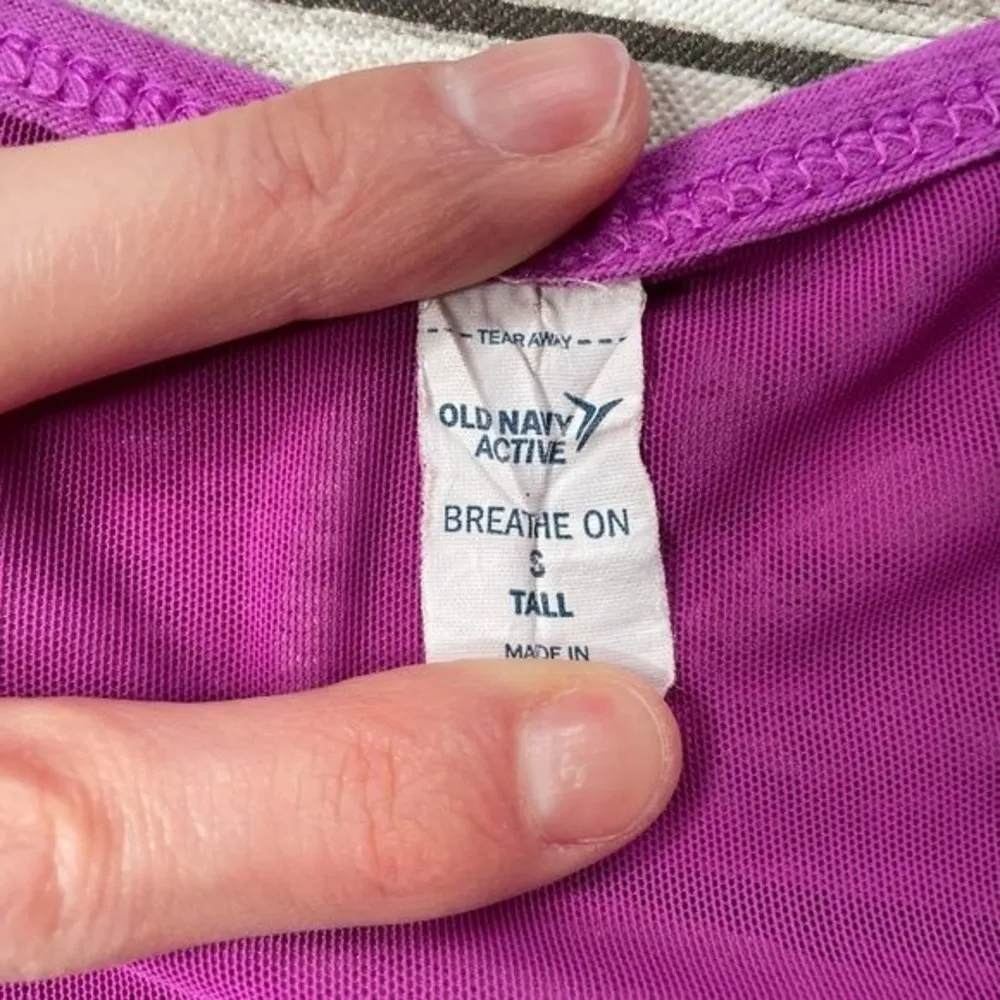 - - - TEAR AWAY - - -
OLD NAVY
ACTIVE
BREATHE ON
S
TALL
MADE IN